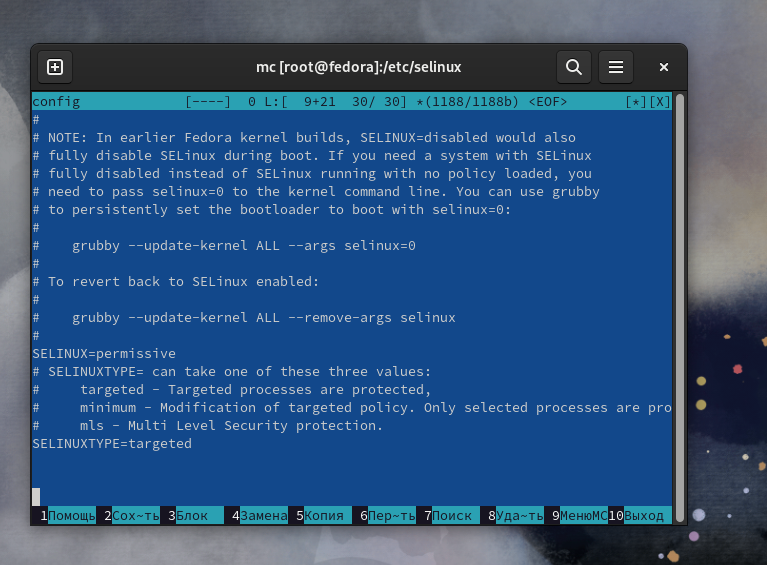 mc [root@fedora]:/etc/selinux
config [----] 0 L:[ 9+21 30/ 30] *(1188/1188b) <EOF> [*][X]
#
# NOTE: In earlier Fedora kernel builds, SELINUX=disabled would also
# fully disable SELinux during boot. If you need a system with SELinux
# fully disabled instead of SELinux running with no policy loaded, you
# need to pass selinux=0 to the kernel command line. You can use grubby
# to persistently set the bootloader to boot with selinux=0:
#
#    grubby --update-kernel ALL --args selinux=0
#
# To revert back to SELinux enabled:
#
#    grubby --update-kernel ALL --remove-args selinux
#
SELINUX=permissive
# SELINUXTYPE= can take one of these three values:
#     targeted - Targeted processes are protected,
#     minimum - Modification of targeted policy. Only selected processes are pro
#     mls - Multi Level Security protection.
SELINUXTYPE=targeted
1Помощь 2Сох~ть 3Блок 4Замена 5Копия 6Пер~ть 7Поиск 8Уда~ть 9МенюMC 10Выход